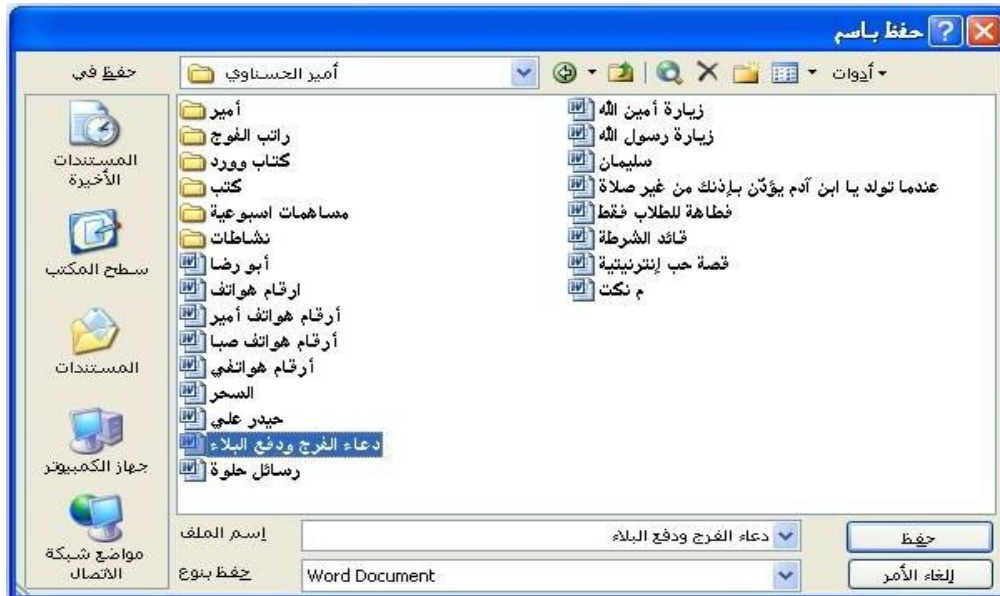 حفظ باسم
حفظ في
أمير الحسناوي
أدوات
المستندات
الأخيرة
سطح المكتب
المستندات
جهاز الكمبيوتر
مواضع شبكة
الاتصال
أمير
راتب الفوج
كتاب وورد
كتب
مساهمات اسبوعية
نشاطات
أبو رضا
ارقام هواتف
أرقام هواتف أمير
أرقام هواتف صبا
أرقام هواتفي
السحر
حيدر علي
دعاء الفرج ودفع البلاء
رسائل حلوة
زيارة أمين الله
زيارة رسول الله
سليمان
عندما تولد يا ابن آدم يؤذن بإذنك من غير صلاة
فطاهة للطلاب فقط
قائد الشرطة
قصة حب إنترنيتية
م نكت
إسم الملف
دعاء الفرج ودفع البلاء
حفظ
حفظ بنوع
Word Document
إلغاء الأمر